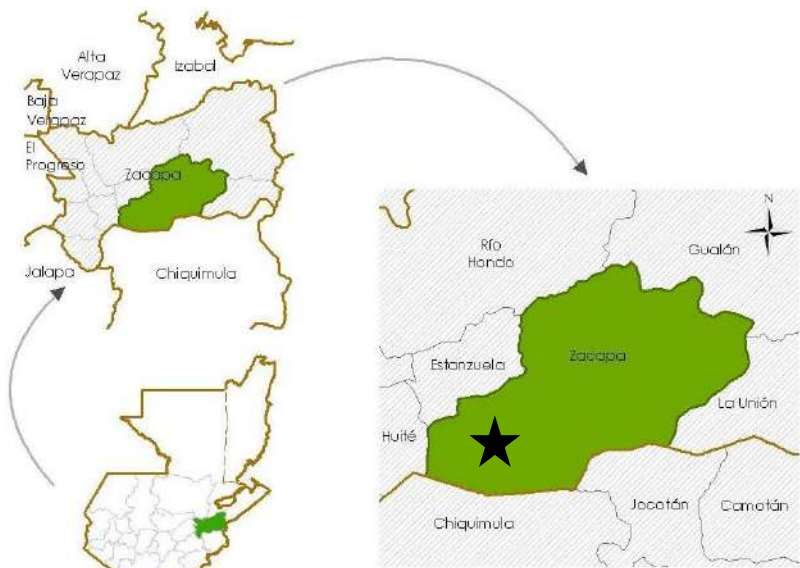 Alta
Verapaz
Izabal
Baja
Verapaz
El
Progreso
Zacapa
Jalapa
Chiquimula
N
Río
Hondo
Gualán
Estanzuela
Zacapa
La Unión
Huité
Chiquimula
Jocotán
Camotán